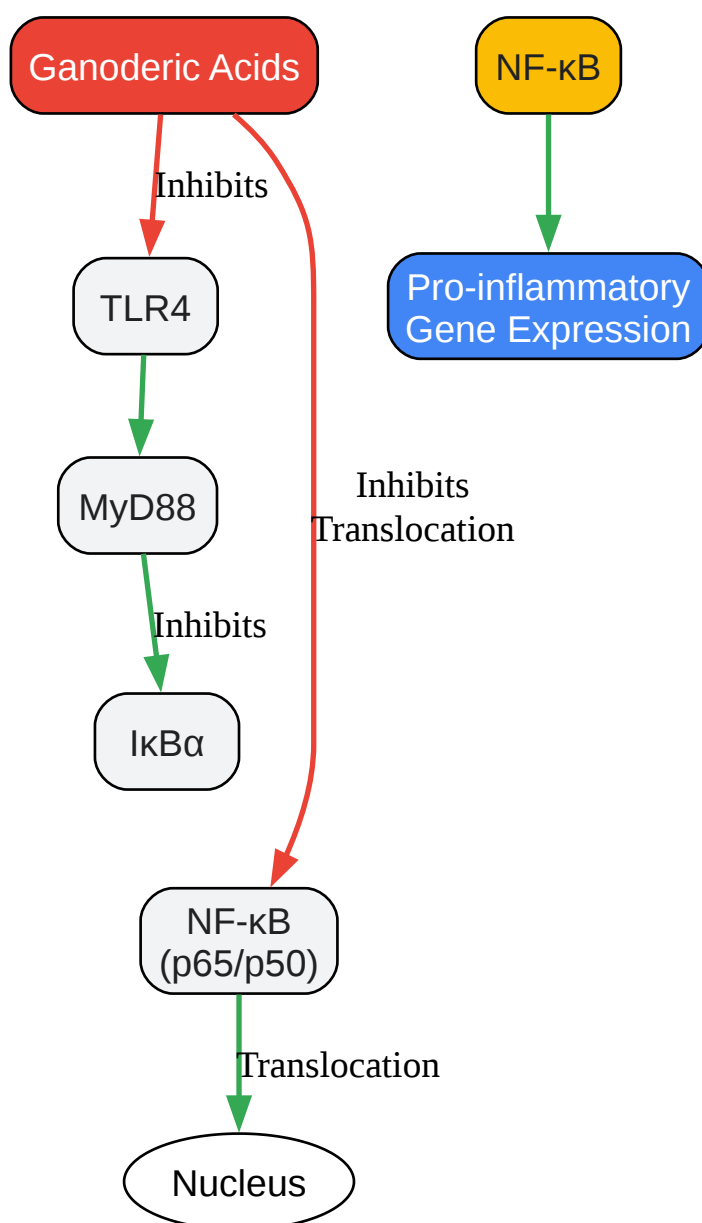 Ganoderic Acids
NF-κB
Inhibits
TLR4
Pro-inflammatory
Gene Expression
MyD88
Inhibits
Translocation
Inhibits
IκBα
NF-κB
(p65/p50)
Translocation
Nucleus